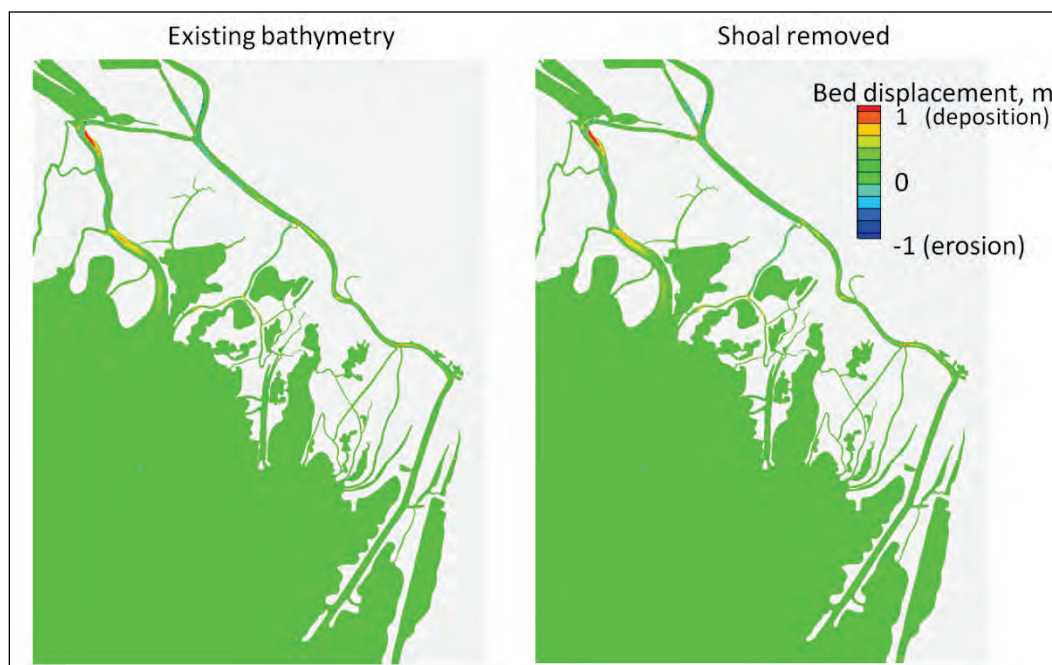 Existing bathymetry
Shoal removed
Bed displacement, m
1 (deposition)
0
-1 (erosion)